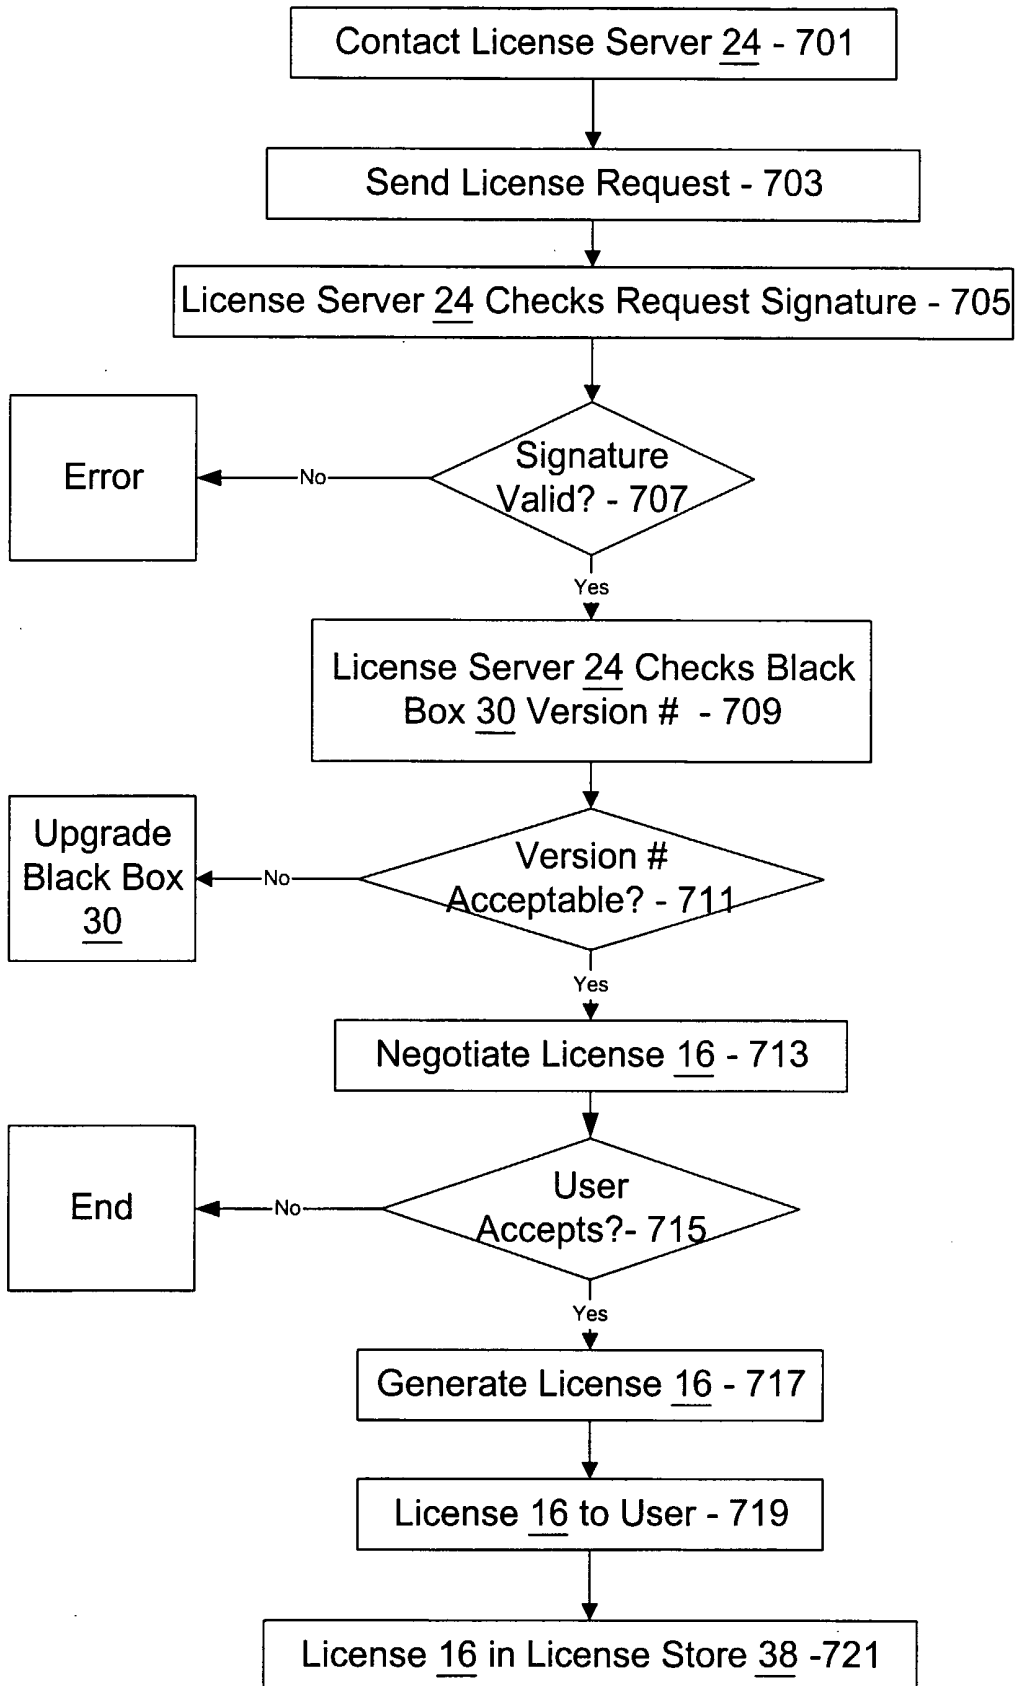 Contact License Server 24 - 701
Send License Request - 703
License Server 24 Checks Request Signature - 705
Signature
Valid? - 707
No
Error
Yes
License Server 24 Checks Black
Box 30 Version # - 709
Version #
Acceptable? - 711
No
Upgrade
Black Box
30
Yes
Negotiate License 16 - 713
User
Accepts?- 715
No
End
Yes
Generate License 16 - 717
License 16 to User - 719
License 16 in License Store 38 -721